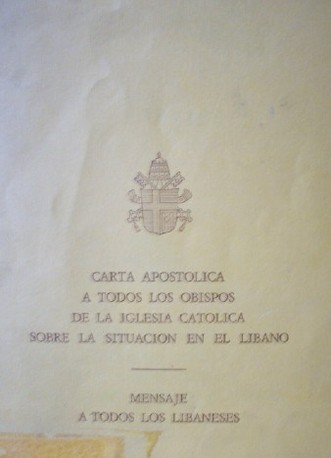 CARTA APOSTOLICA
A TODOS LOS OBISPOS
DE LA IGLESIA CATOLICA
SOBRE LA SITUACION EN EL LIBANO
MENSAJE
A TODOS LOS LIBANESES